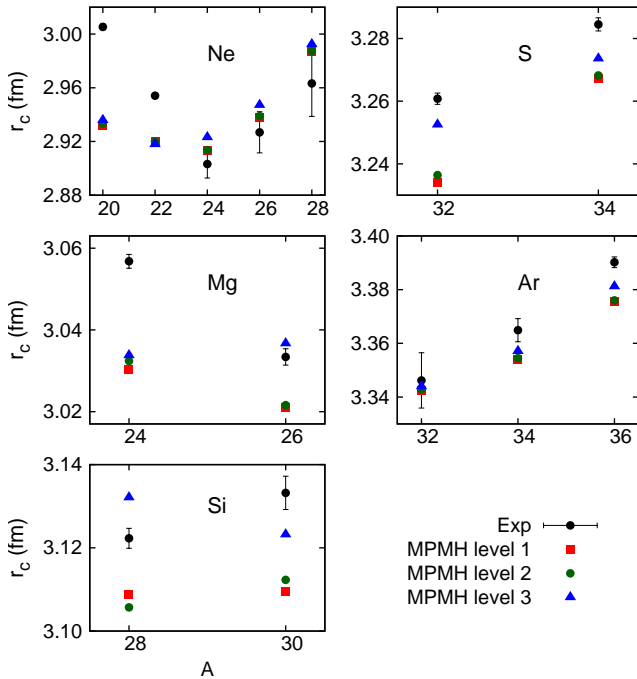 r_c (fm)
3.00
2.96
2.92
2.88
Ne
20 22 24 26 28
3.28
3.26
3.24
S
32 34
r_c (fm)
3.06
3.04
3.02
Mg
24 26
3.40
3.38
3.36
3.34
Ar
32 34 36
r_c (fm)
3.14
3.12
3.10
Si
28 30
A
Exp
MPMH level 1
MPMH level 2
MPMH level 3